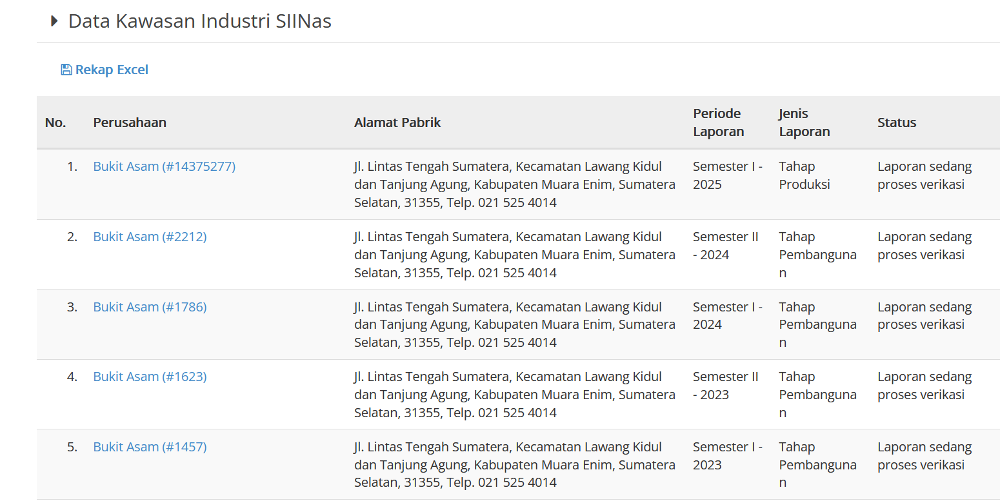 Data Kawasan Industri SIINas
Rekap Excel
No. Perusahaan Alamat Pabrik Periode Laporan Jenis Laporan Status
1. Bukit Asam (#14375277) Jl. Lintas Tengah Sumatera, Kecamatan Lawang Kidul Semester I - Tahap Laporan sedang
dan Tanjung Agung, Kabupaten Muara Enim, Sumatera 2025 Produksi proses verikasi
Selatan, 31355, Telp. 021 525 4014
2. Bukit Asam (#2212) Jl. Lintas Tengah Sumatera, Kecamatan Lawang Kidul Semester II Tahap Laporan sedang
dan Tanjung Agung, Kabupaten Muara Enim, Sumatera - 2024 Pembanguna proses verikasi
Selatan, 31355, Telp. 021 525 4014 n
3. Bukit Asam (#1786) Jl. Lintas Tengah Sumatera, Kecamatan Lawang Kidul Semester I - Tahap Laporan sedang
dan Tanjung Agung, Kabupaten Muara Enim, Sumatera 2024 Pembanguna proses verikasi
Selatan, 31355, Telp. 021 525 4014 n
4. Bukit Asam (#1623) Jl. Lintas Tengah Sumatera, Kecamatan Lawang Kidul Semester II Tahap Laporan sedang
dan Tanjung Agung, Kabupaten Muara Enim, Sumatera - 2023 Pembanguna proses verikasi
Selatan, 31355, Telp. 021 525 4014 n
5. Bukit Asam (#1457) Jl. Lintas Tengah Sumatera, Kecamatan Lawang Kidul Semester I - Tahap Laporan sedang
dan Tanjung Agung, Kabupaten Muara Enim, Sumatera 2023 Pembanguna proses verikasi
Selatan, 31355, Telp. 021 525 4014 n